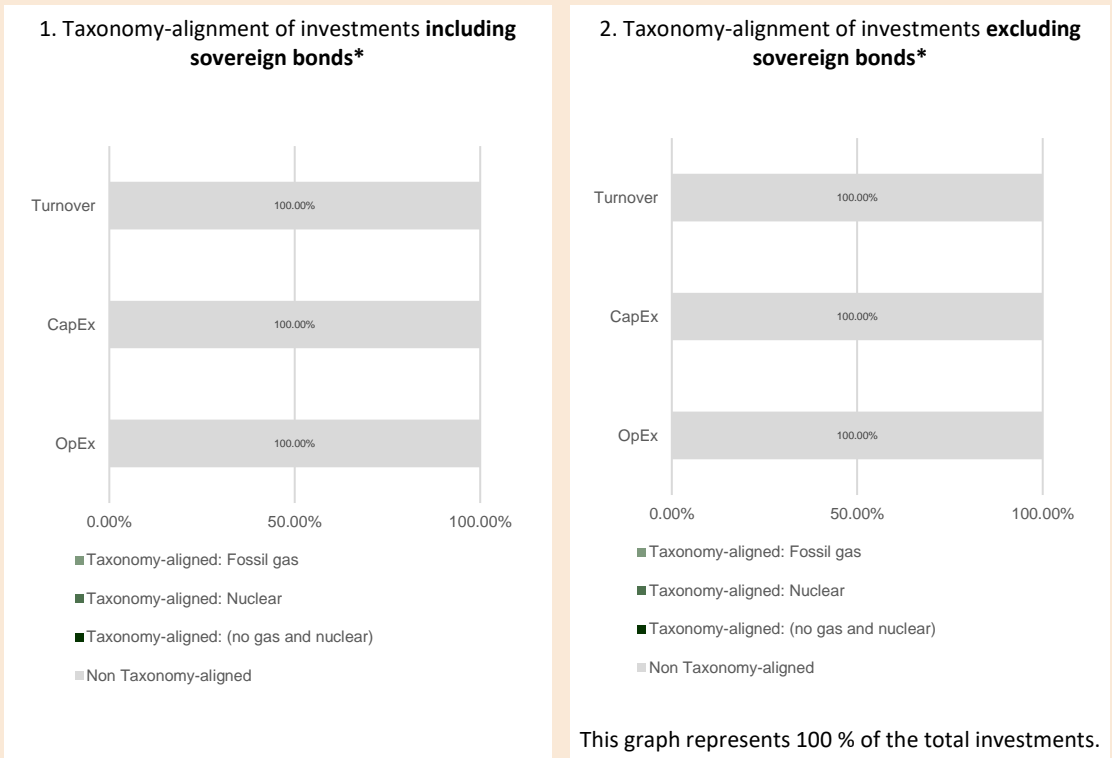 1. Taxonomy-alignment of investments including
sovereign bonds*
Turnover
100.00%
CapEx
100.00%
OpEx
100.00%
0.00% 50.00% 100.00%
Taxonomy-aligned: Fossil gas
Taxonomy-aligned: Nuclear
Taxonomy-aligned: (no gas and nuclear)
Non Taxonomy-aligned
2. Taxonomy-alignment of investments excluding
sovereign bonds*
Turnover
100.00%
CapEx
100.00%
OpEx
100.00%
0.00% 50.00% 100.00%
Taxonomy-aligned: Fossil gas
Taxonomy-aligned: Nuclear
Taxonomy-aligned: (no gas and nuclear)
Non Taxonomy-aligned
This graph represents 100 % of the total investments.